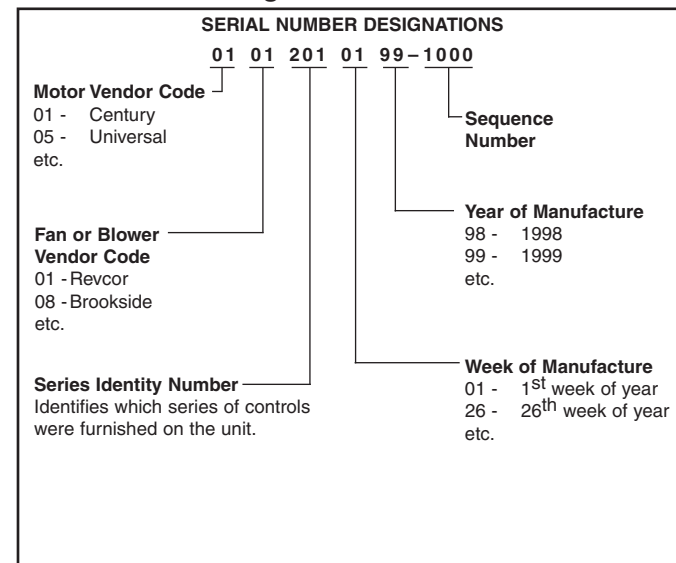 SERIAL NUMBER DESIGNATIONS
01 01 201 01 99-1000
Motor Vendor Code
01 - Century
05 - Universal
etc.
Sequence
Number
Fan or Blower
Vendor Code
01 -Revcor
08 -Brookside
etc.
Year of Manufacture
98 - 1998
99 - 1999
etc.
Series Identity Number
Identifies which series of controls
were furnished on the unit.
Week of Manufacture
01 - 1st week of year
26 - 26th week of year
etc.